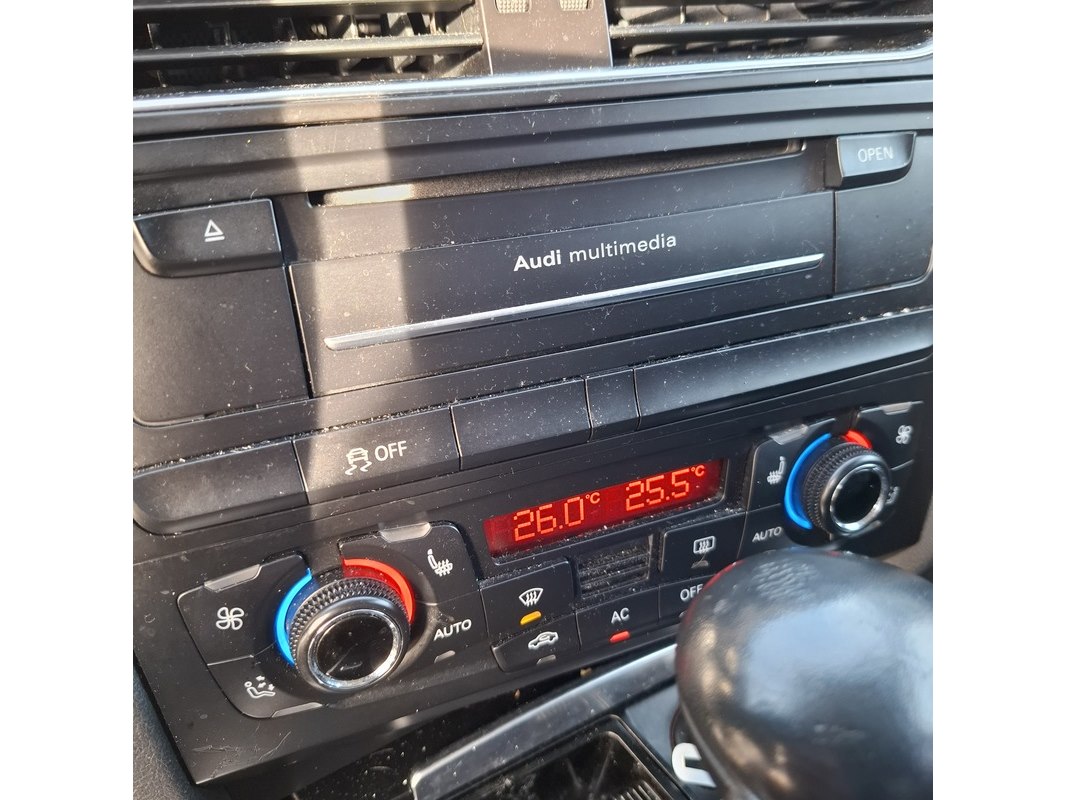 OPEN
Audi multimedia
OFF
26.0°C 25.5°C
AUTO
AUTO
AC
OFF